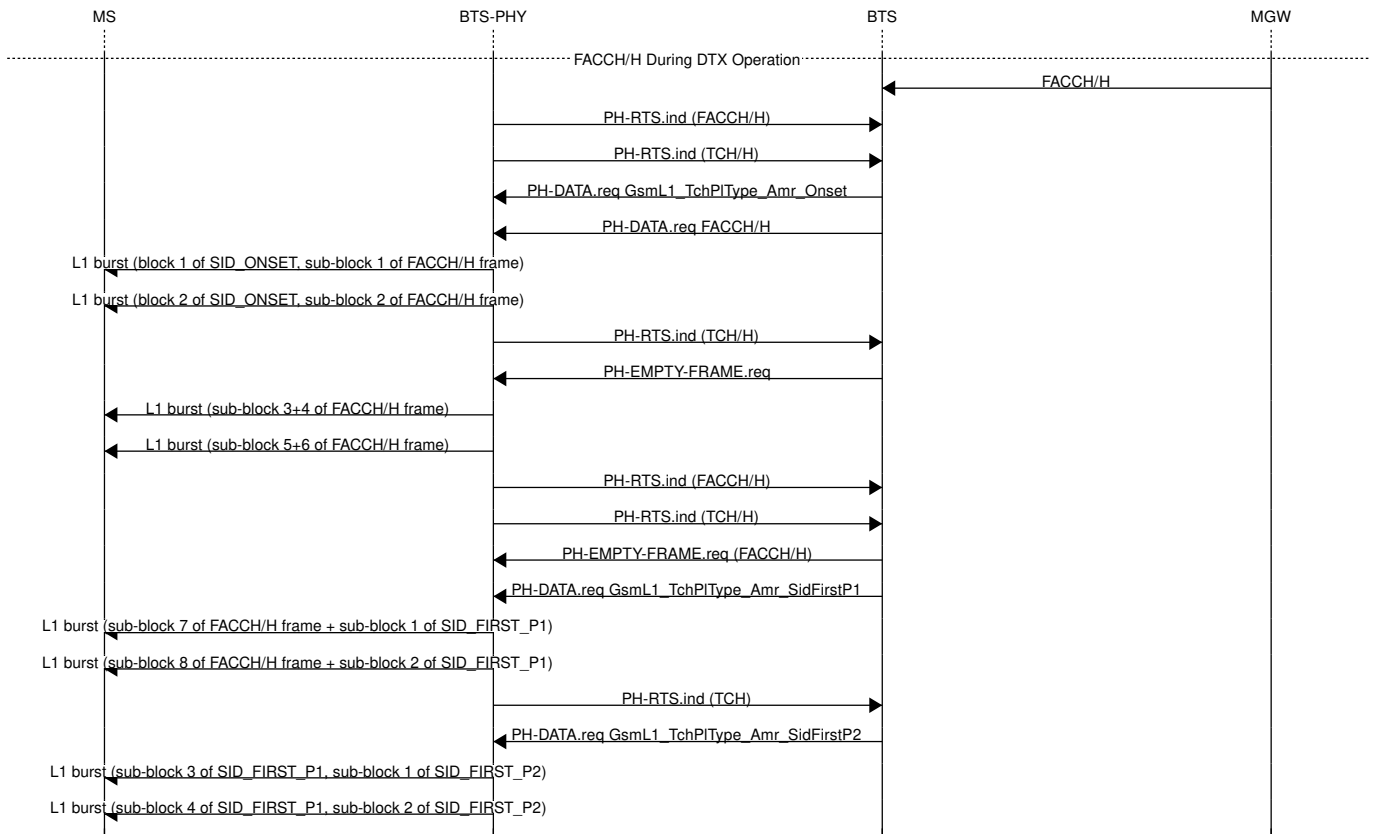 MS BTS-PHY BTS MGW
FACCH/H During DTX Operation
FACCH/H
PH-RTS.ind (FACCH/H)
PH-RTS.ind (TCH/H)
PH-DATA.req GsmL1_TchPlType_Amr_Onset
PH-DATA.req FACCH/H
L1 burst (block 1 of SID_ONSET, sub-block 1 of FACCH/H frame)
L1 burst (block 2 of SID_ONSET, sub-block 2 of FACCH/H frame)
PH-RTS.ind (TCH/H)
PH-EMPTY-FRAME.req
L1 burst (sub-block 3+4 of FACCH/H frame)
L1 burst (sub-block 5+6 of FACCH/H frame)
PH-RTS.ind (FACCH/H)
PH-RTS.ind (TCH/H)
PH-EMPTY-FRAME.req (FACCH/H)
PH-DATA.req GsmL1_TchPlType_Amr_SidFirstP1
L1 burst (sub-block 7 of FACCH/H frame + sub-block 1 of SID_FIRST_P1)
L1 burst (sub-block 8 of FACCH/H frame + sub-block 2 of SID_FIRST_P1)
PH-RTS.ind (TCH)
PH-DATA.req GsmL1_TchPlType_Amr_SidFirstP2
L1 burst (sub-block 3 of SID_FIRST_P1, sub-block 1 of SID_FIRST_P2)
L1 burst (sub-block 4 of SID_FIRST_P1, sub-block 2 of SID_FIRST_P2)